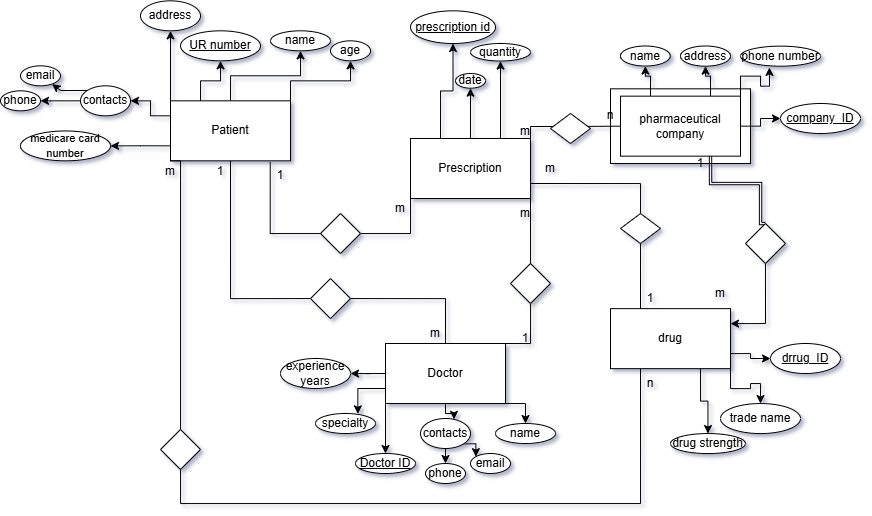 address
UR number
name
age
email
phone
contacts
medicare card
number
Patient
prescription id
quantity
date
Prescription
name
address
phone number
company_ID
pharmaceutical
company
n
m
1
m
1
1
m
m
m
m
1
m
1
Doctor
experience
years
specialty
Doctor ID
contacts
phone
email
name
drug
n
drrug_ID
trade name
drug strength